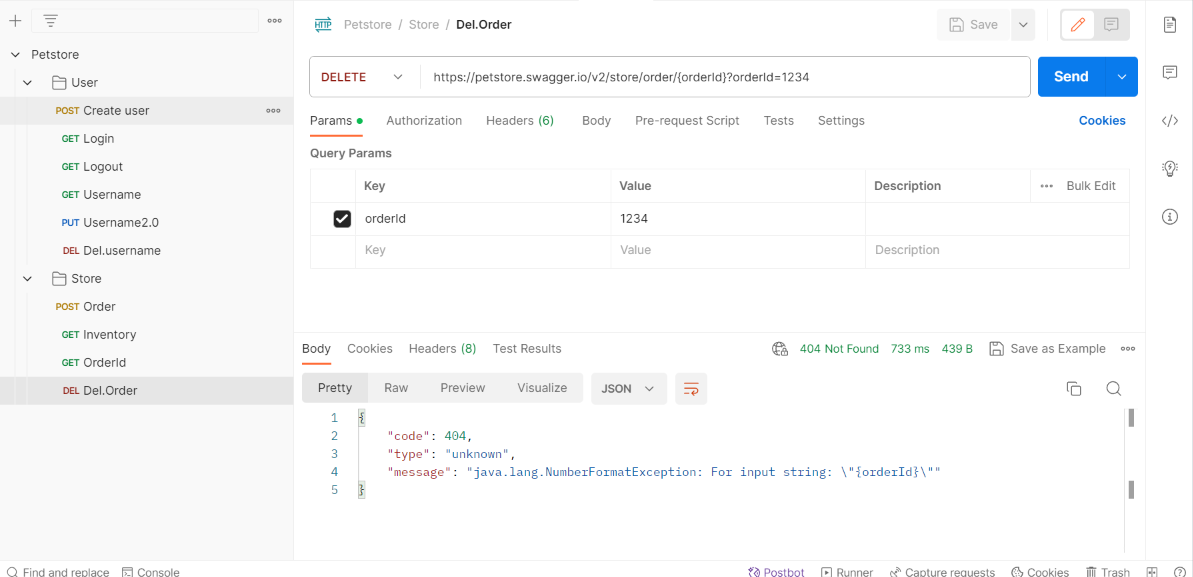 Petstore
User
POST Create user
GET Login
GET Logout
GET Username
PUT Username2.0
DEL Del.username
Store
POST Order
GET Inventory
GET OrderId
DEL Del.Order
HTTP Petstore / Store / Del.Order
Save
DELETE https://petstore.swagger.io/v2/store/order/{orderId}?orderId=1234 Send
Params Authorization Headers (6) Body Pre-request Script Tests Settings Cookies
Query Params
Key Value Description Bulk Edit
orderId 1234
Key Value Description
Body Cookies Headers (8) Test Results 404 Not Found 733 ms 439 B Save as Example
Pretty Raw Preview Visualize JSON
1 {
2 "code": 404,
3 "type": "unknown",
4 "message": "java.lang.NumberFormatException: For input string: \"{orderId}\""
5 }
Find and replace Console Postbot Runner Capture requests Cookies Trash